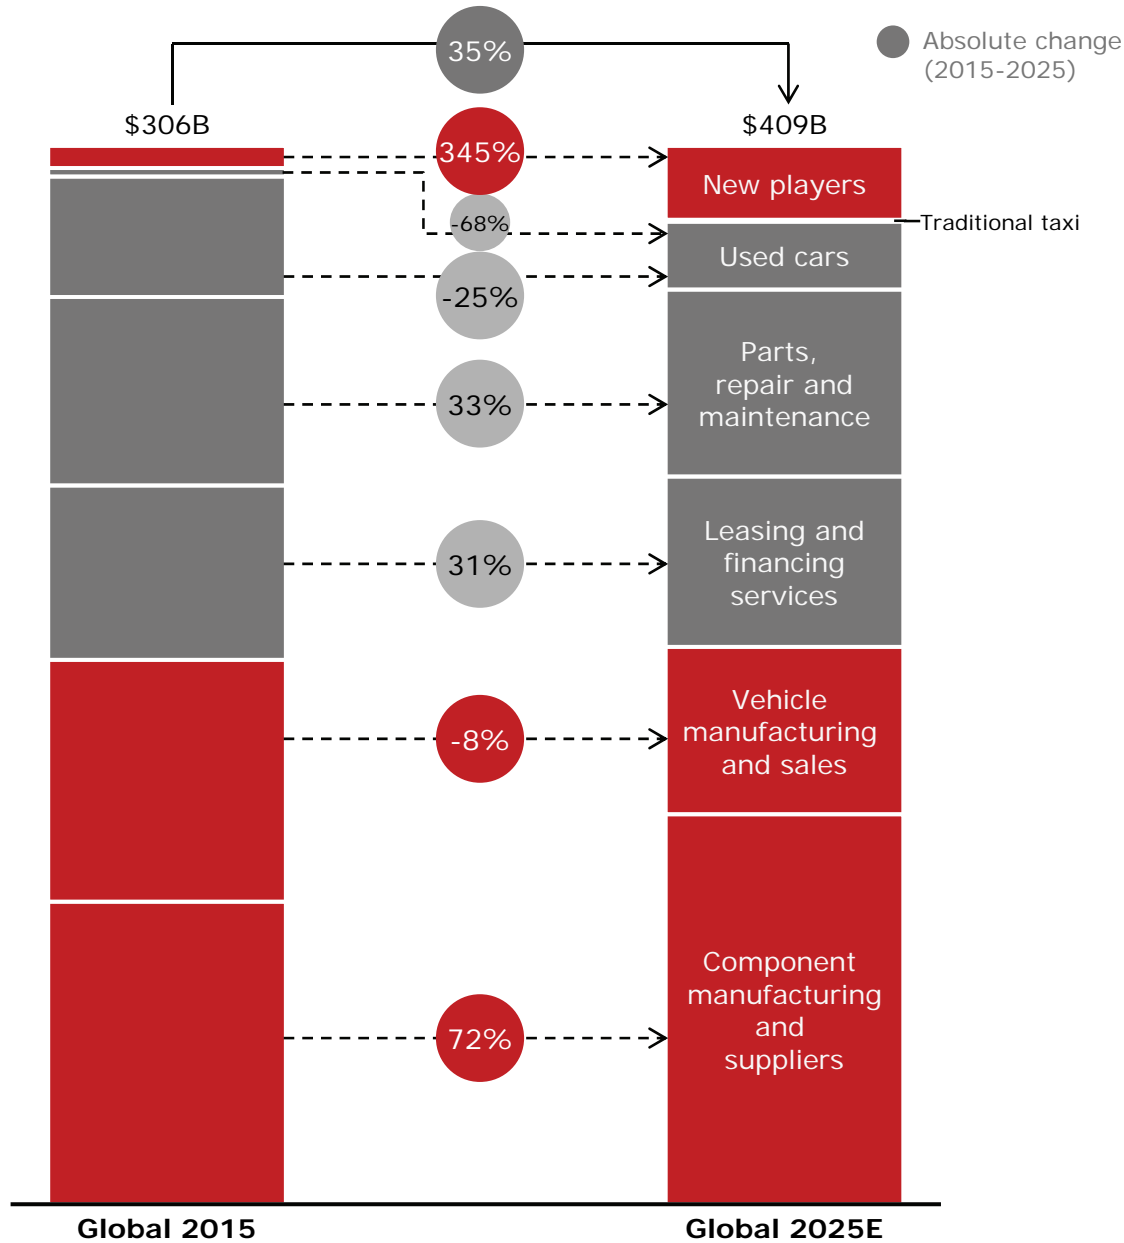 35%
Absolute change
(2015-2025)
$306B
$409B
345%
New players
-68%
Traditional taxi
Used cars
-25%
Parts,
repair and
maintenance
33%
Leasing and
financing
services
31%
Vehicle
manufacturing
and sales
-8%
Component
manufacturing
and
suppliers
72%
Global 2015
Global 2025E